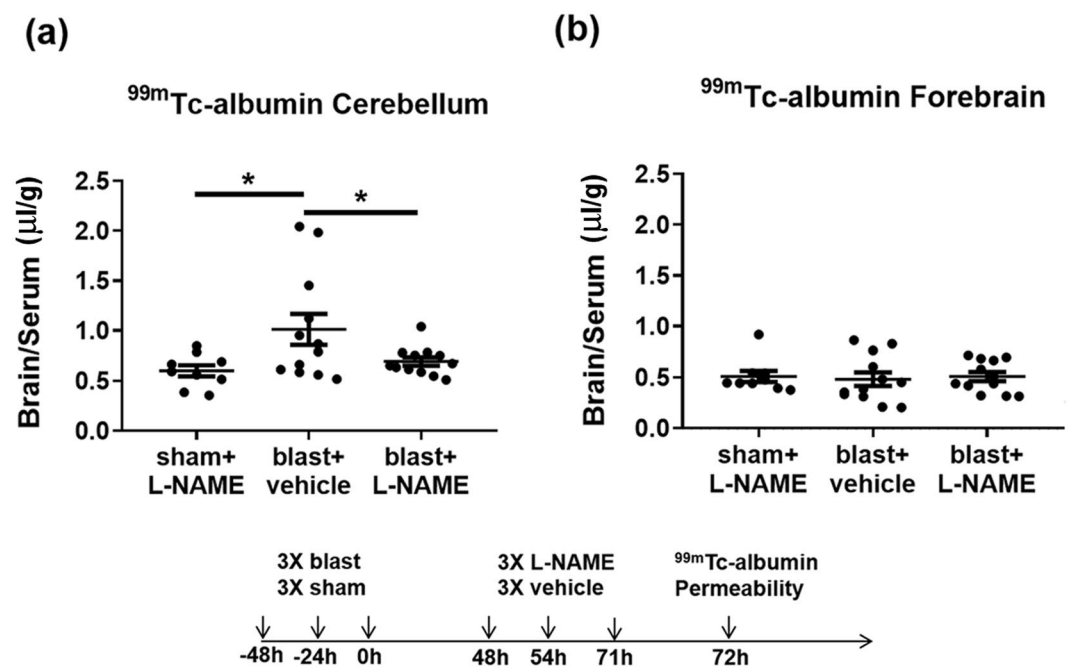 (a)
⁹⁹ᵐTc-albumin Cerebellum
Brain/Serum (μl/g)
2.5
2.0
1.5
1.0
0.5
0.0
*
*
sham+
L-NAME
blast+
vehicle
blast+
L-NAME
(b)
⁹⁹ᵐTc-albumin Forebrain
Brain/Serum (μl/g)
2.5
2.0
1.5
1.0
0.5
0.0
sham+
L-NAME
blast+
vehicle
blast+
L-NAME
3X blast
3X sham
3X L-NAME
3X vehicle
⁹⁹ᵐTc-albumin
Permeability
-48h -24h 0h 48h 54h 71h 72h